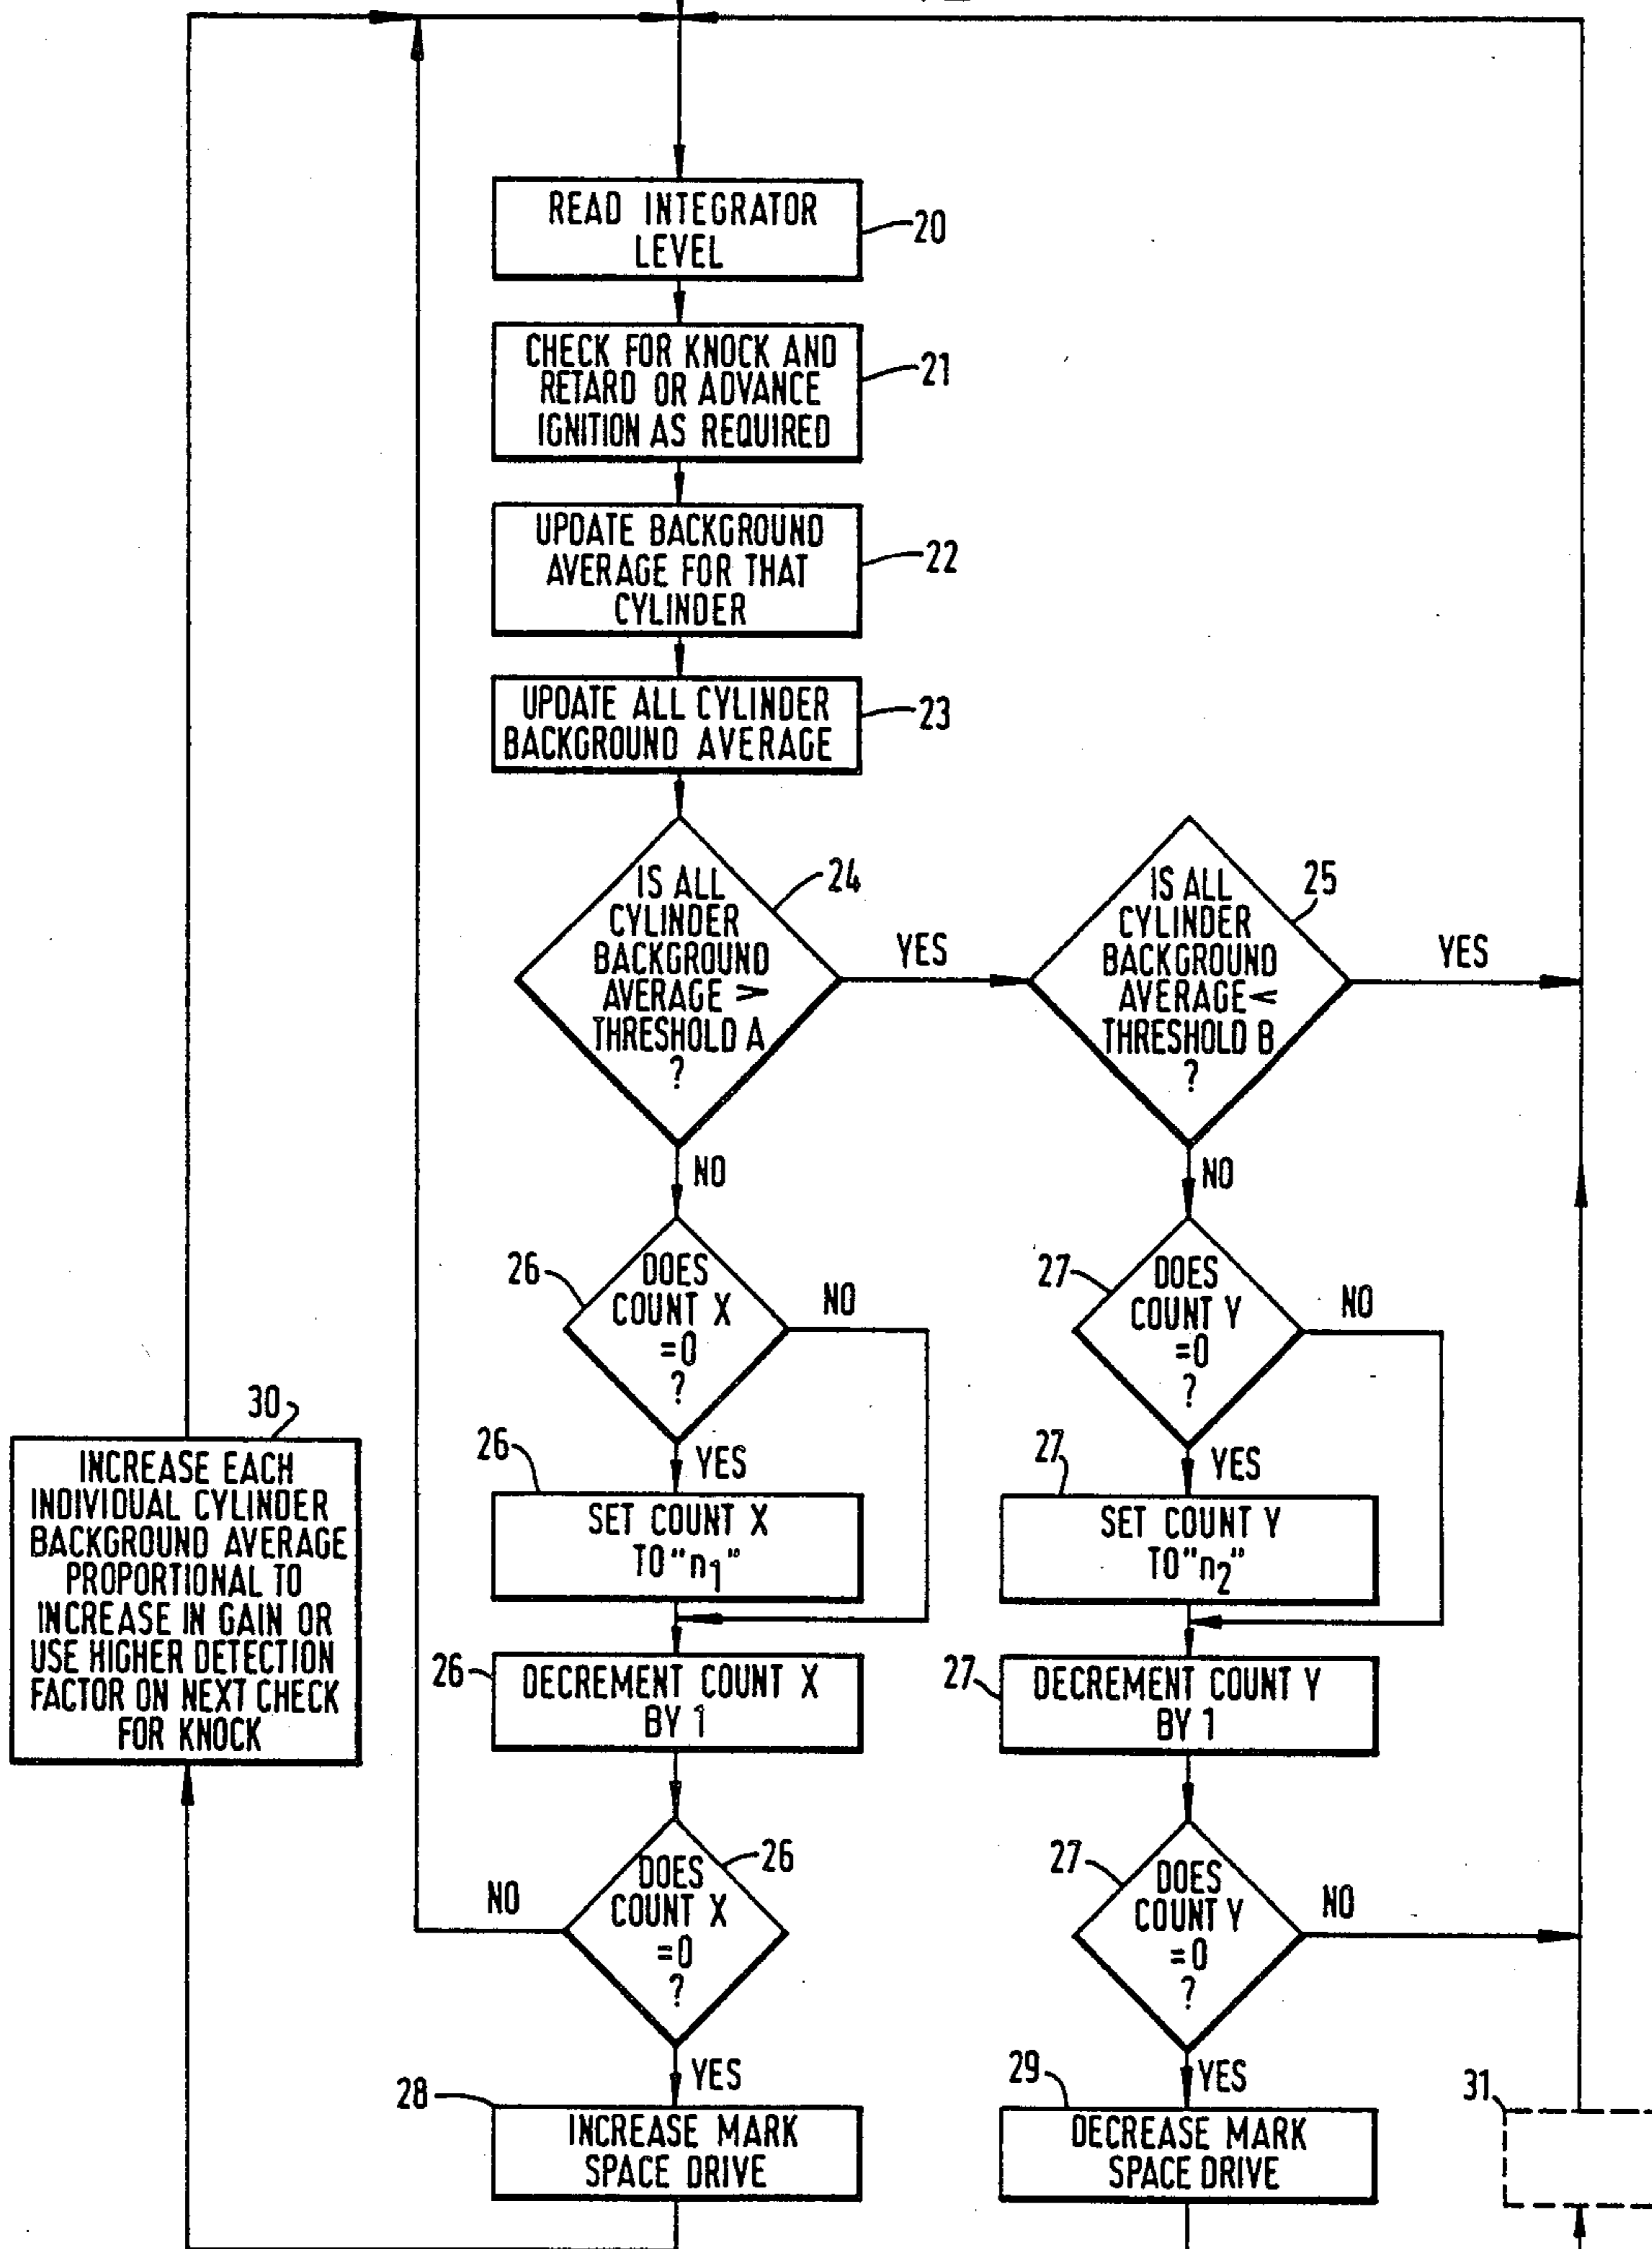 READ INTEGRATOR
LEVEL
20
CHECK FOR KNOCK AND
RETARD OR ADVANCE
IGNITION AS REQUIRED
21
UPDATE BACKGROUND
AVERAGE FOR THAT
CYLINDER
22
UPDATE ALL CYLINDER
BACKGROUND AVERAGE
23
IS ALL
CYLINDER
BACKGROUND
AVERAGE >
THRESHOLD A
?
24
YES
NO
IS ALL
CYLINDER
BACKGROUND
AVERAGE <
THRESHOLD B
?
25
YES
NO
26
DOES
COUNT X
=0
?
NO
YES
27
DOES
COUNT Y
=0
?
NO
YES
30
INCREASE EACH
INDIVIDUAL CYLINDER
BACKGROUND AVERAGE
PROPORTIONAL TO
INCREASE IN GAIN OR
USE HIGHER DETECTION
FACTOR ON NEXT CHECK
FOR KNOCK
26
SET COUNT X
TO "n1"
27
SET COUNT Y
TO "n2"
26
DECREMENT COUNT X
BY 1
27
DECREMENT COUNT Y
BY 1
26
DOES
COUNT X
=0
?
NO
YES
27
DOES
COUNT Y
=0
?
NO
YES
28
INCREASE MARK
SPACE DRIVE
29
DECREASE MARK
SPACE DRIVE
31